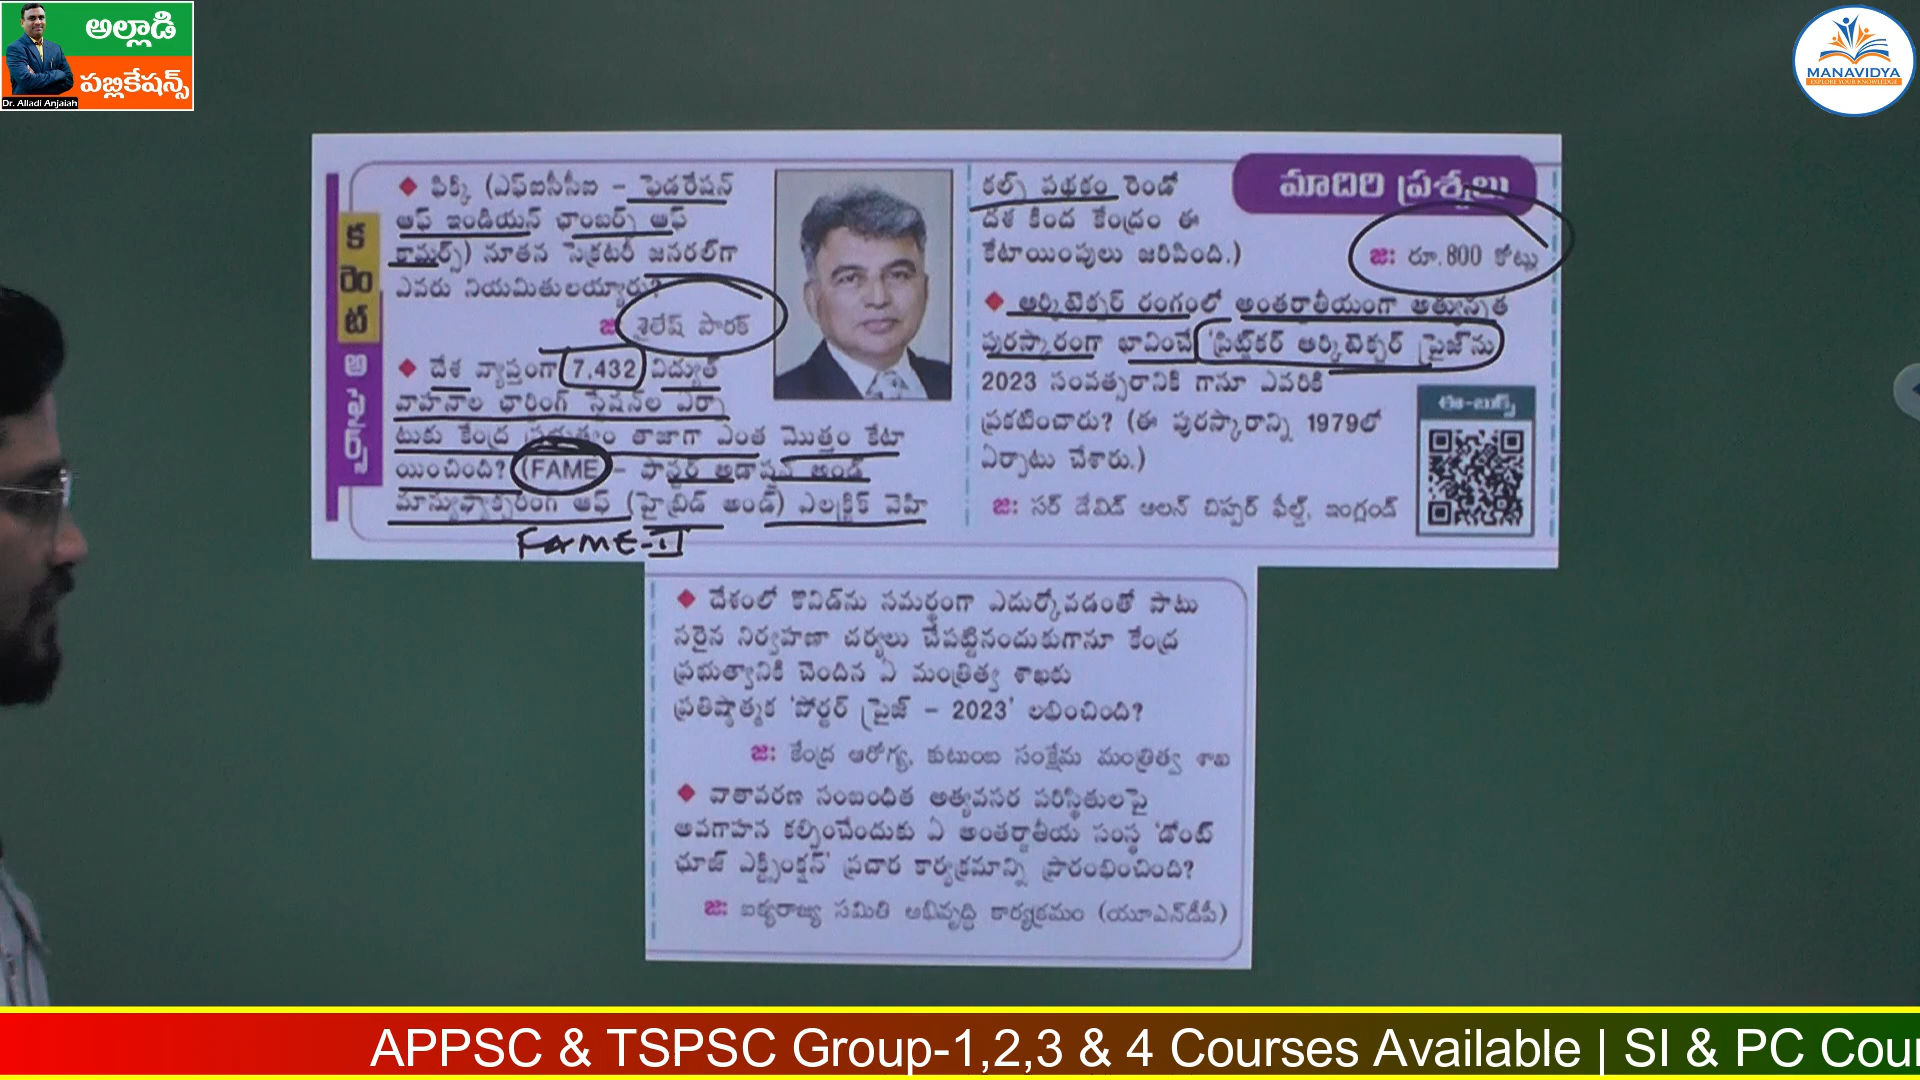 అల్లాడి
పబ్లికేషన్స్
Dr. Alladi Anjaiah
MANAVIDYA
EXPLORE YOUR KNOWLEDGE
కరెంట్ అఫైర్స్
మాదిరి ప్రశ్నలు
◆ ఫిక్కి (ఎఫ్ఐసీసీఐ – ఫెడరేషన్
ఆఫ్ ఇండియన్ ఛాంబర్స్ ఆఫ్
కామర్స్) నూతన సెక్రటరీ జనరల్‌గా
ఎవరు నియమితులయ్యారు?
జ: శైలేష్ పాఠక్
◆ దేశ వ్యాప్తంగా 7,432 విద్యుత్
వాహనాల ఛార్జింగ్ స్టేషన్‌ల ఏర్పా
టుకు కేంద్ర ప్రభుత్వం తాజాగా ఎంత మొత్తం కేటా
యించింది? (FAME – ఫాస్టర్ అడాప్షన్ అండ్
మాన్యుఫ్యాక్చరింగ్ ఆఫ్ (హైబ్రిడ్ అండ్) ఎలక్ట్రిక్ వెహి
FAME-II
కల్స్ పథకం రెండో
దశ కింద కేంద్రం ఈ
కేటాయింపులు జరిపింది.)
జ: రూ.800 కోట్లు
◆ ఆర్కిటెక్చర్ రంగంలో అంతర్జాతీయంగా అత్యున్నత
పురస్కారంగా భావించే 'ప్రిట్జ్‌కర్ ఆర్కిటెక్చర్ ప్రైజ్'ను
2023 సంవత్సరానికి గానూ ఎవరికి
ప్రకటించారు? (ఈ పురస్కారాన్ని 1979లో
ఏర్పాటు చేశారు.)
జ: సర్ డేవిడ్ అలన్ చిప్పర్ ఫీల్డ్, ఇంగ్లండ్
ఈ-బుక్స్
◆ దేశంలో కొవిడ్‌ను సమర్థంగా ఎదుర్కోవడంతో పాటు
సరైన నిర్వహణా చర్యలు చేపట్టినందుకుగానూ కేంద్ర
ప్రభుత్వానికి చెందిన ఏ మంత్రిత్వ శాఖకు
ప్రతిష్ఠాత్మక 'పోర్టర్ ప్రైజ్ – 2023' లభించింది?
జ: కేంద్ర ఆరోగ్య, కుటుంబ సంక్షేమ మంత్రిత్వ శాఖ
◆ వాతావరణ సంబంధిత అత్యవసర పరిస్థితులపై
అవగాహన కల్పించేందుకు ఏ అంతర్జాతీయ సంస్థ 'డోంట్
ఛూజ్ ఎక్స్టింక్షన్' ప్రచార కార్యక్రమాన్ని ప్రారంభించింది?
జ: ఐక్యరాజ్య సమితి అభివృద్ధి కార్యక్రమం (యూఎన్‌డీపీ)
APPSC & TSPSC Group-1,2,3 & 4 Courses Available | SI & PC Cour